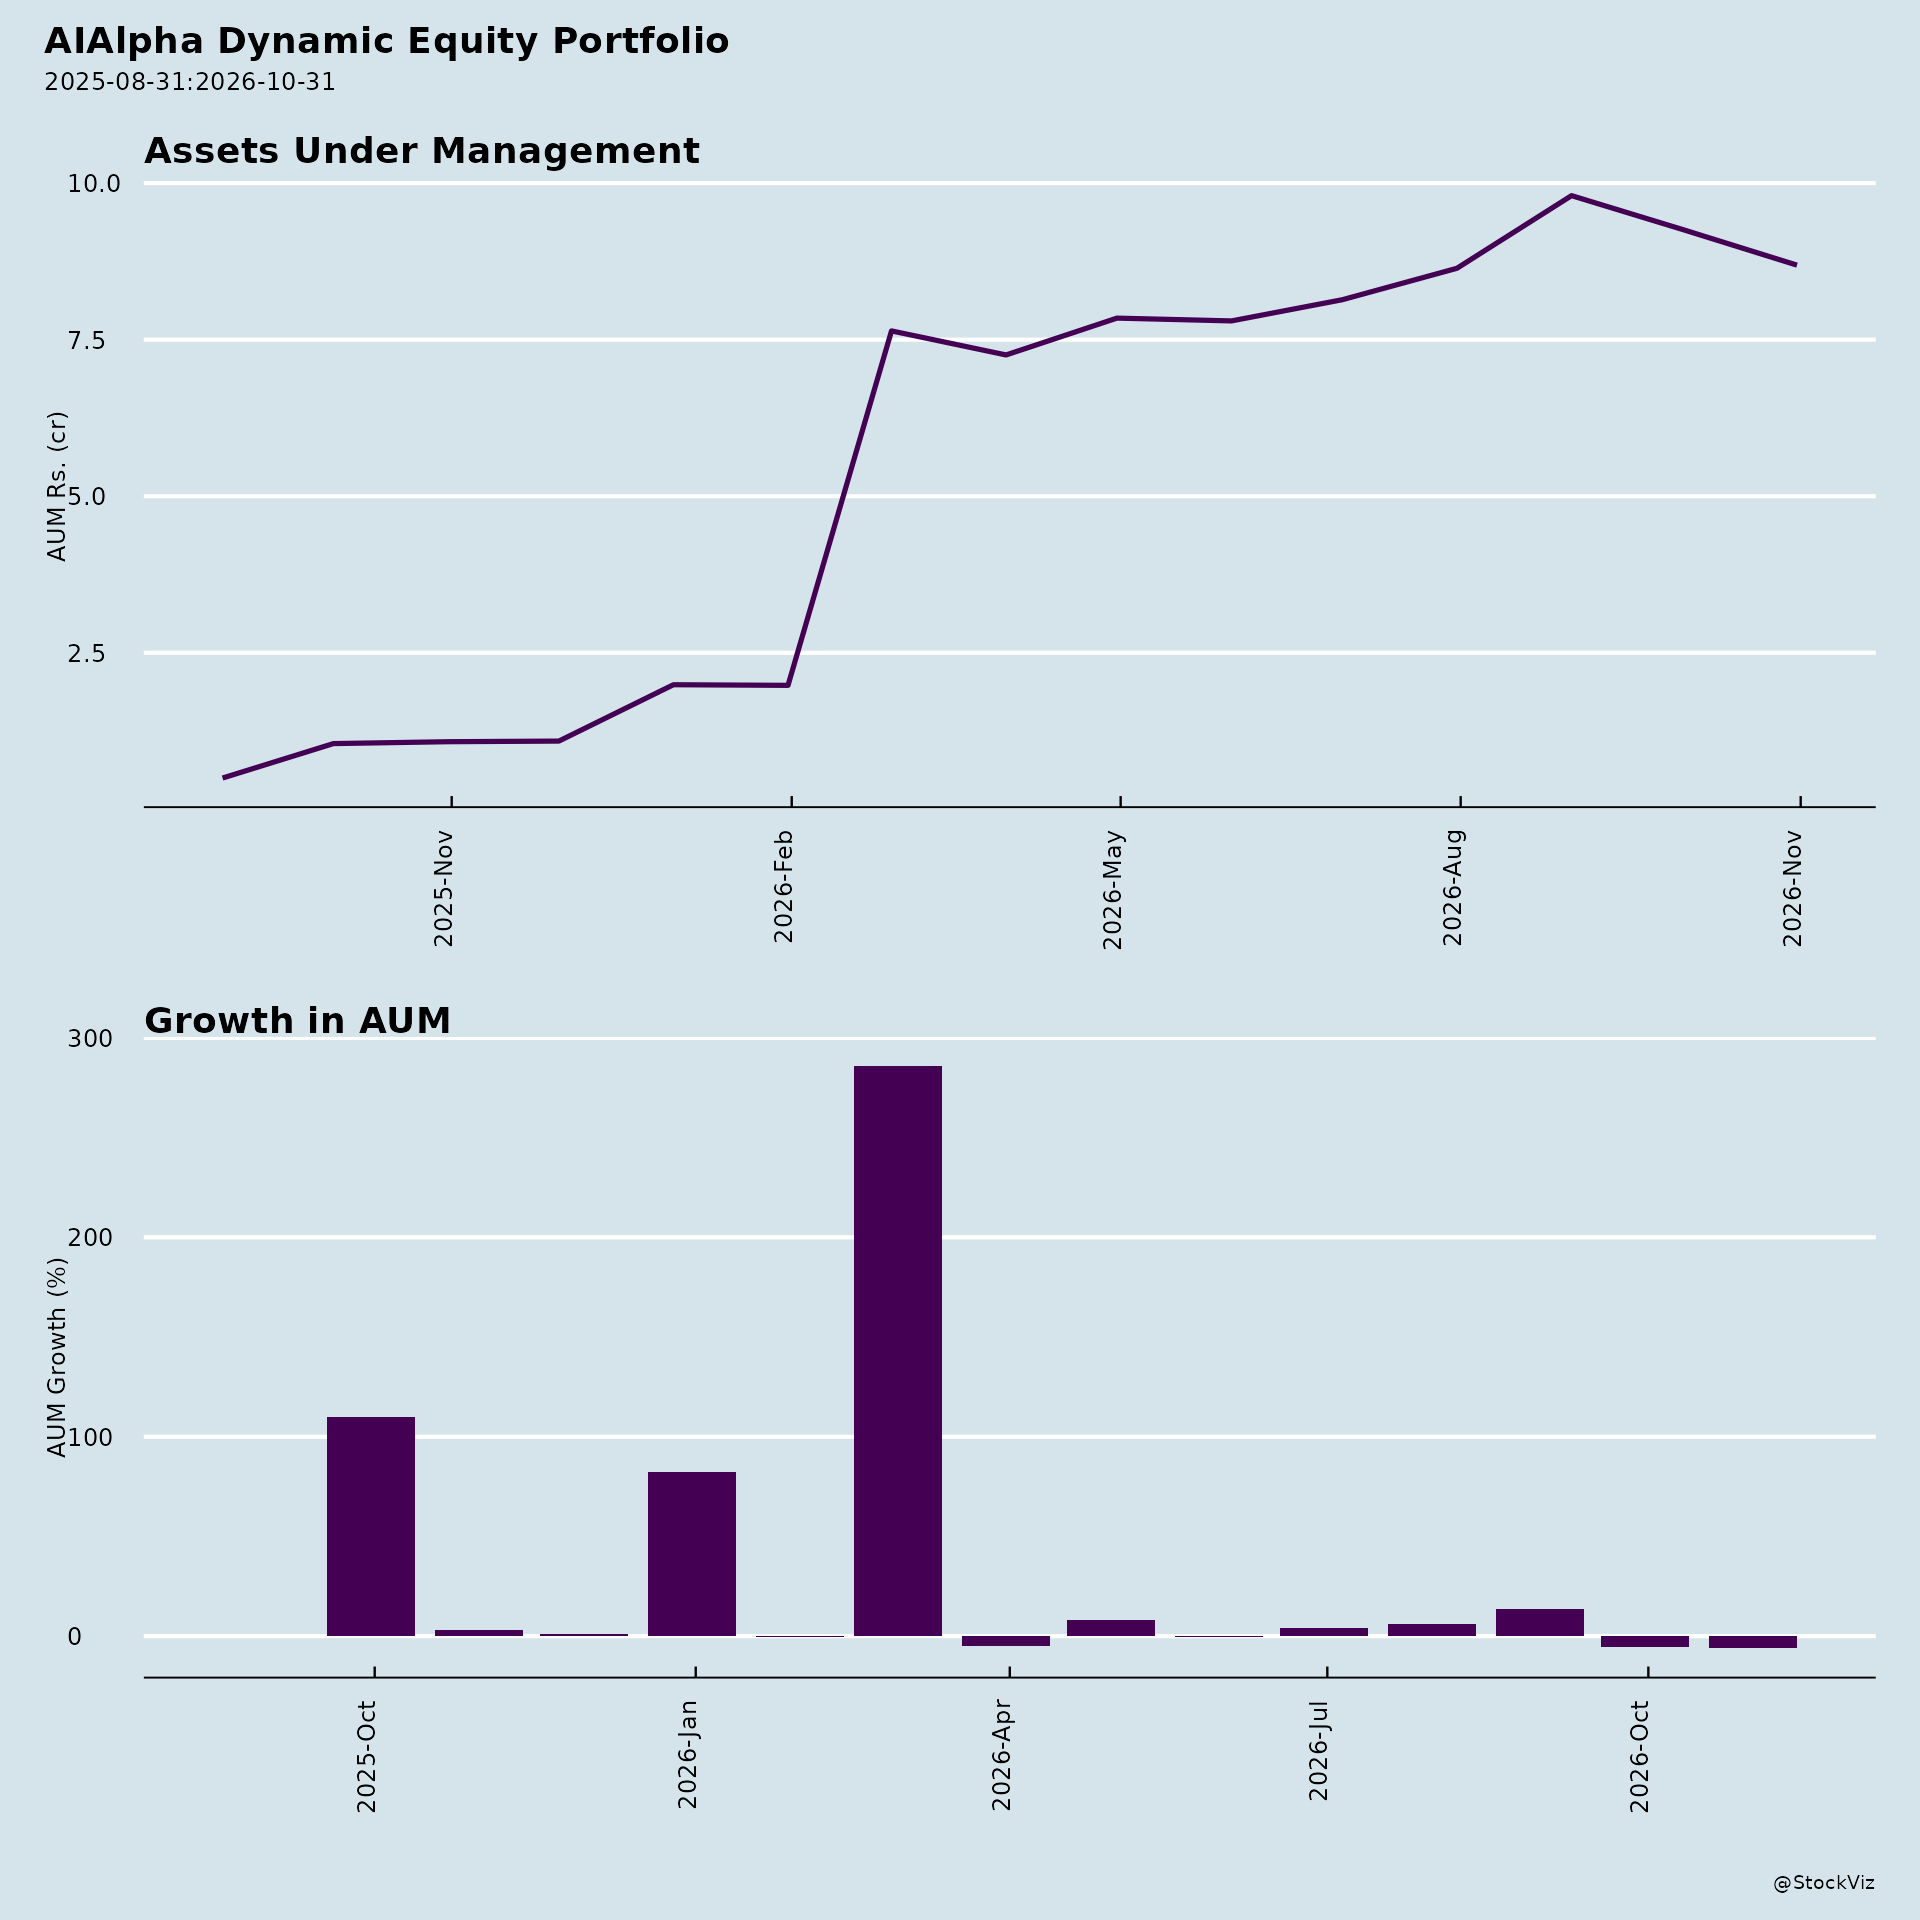 AIAlpha Dynamic Equity Portfolio
2025-08-31:2026-10-31
Assets Under Management
10.0
7.5
5.0
2.5
AUM Rs. (cr)
2025-Nov
2026-Feb
2026-May
2026-Aug
2026-Nov
Growth in AUM
300
200
100
0
AUM Growth (%)
2025-Oct
2026-Jan
2026-Apr
2026-Jul
2026-Oct
@StockViz